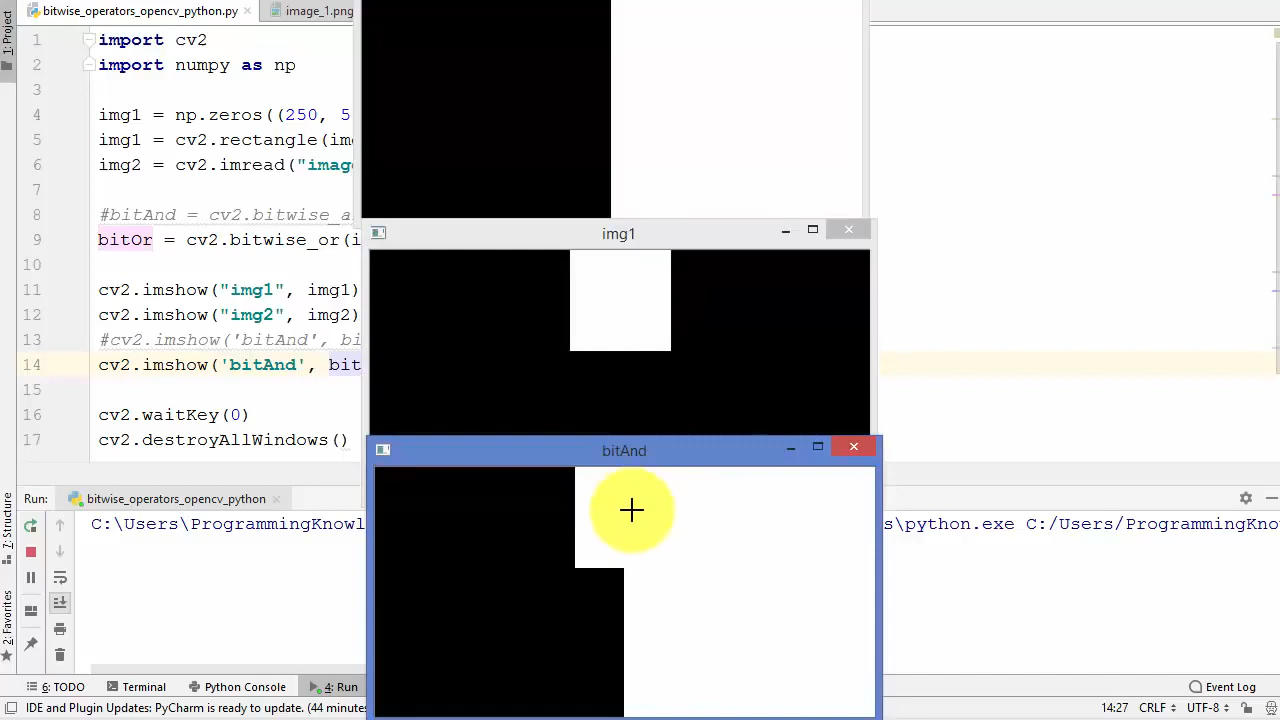 bitwise_operators_opencv_python.py
image_1.png
1: Project
1 import cv2
2 import numpy as np
3
4 img1 = np.zeros((250, 5
5 img1 = cv2.rectangle(im
6 img2 = cv2.imread("image
7
8 #bitAnd = cv2.bitwise_a
9 bitOr = cv2.bitwise_or(i
10
11 cv2.imshow("img1", img1)
12 cv2.imshow("img2", img2)
13 #cv2.imshow('bitAnd', bi
14 cv2.imshow('bitAnd', bit
15
16 cv2.waitKey(0)
17 cv2.destroyAllWindows()
img1
bitAnd
Run: bitwise_operators_opencv_python
C:\Users\ProgrammingKnowl
s\python.exe C:/Users/ProgrammingKno
7: Structure
2: Favorites
6: TODO Terminal Python Console 4: Run Event Log
IDE and Plugin Updates: PyCharm is ready to update. (44 minutes 14:27 CRLF UTF-8